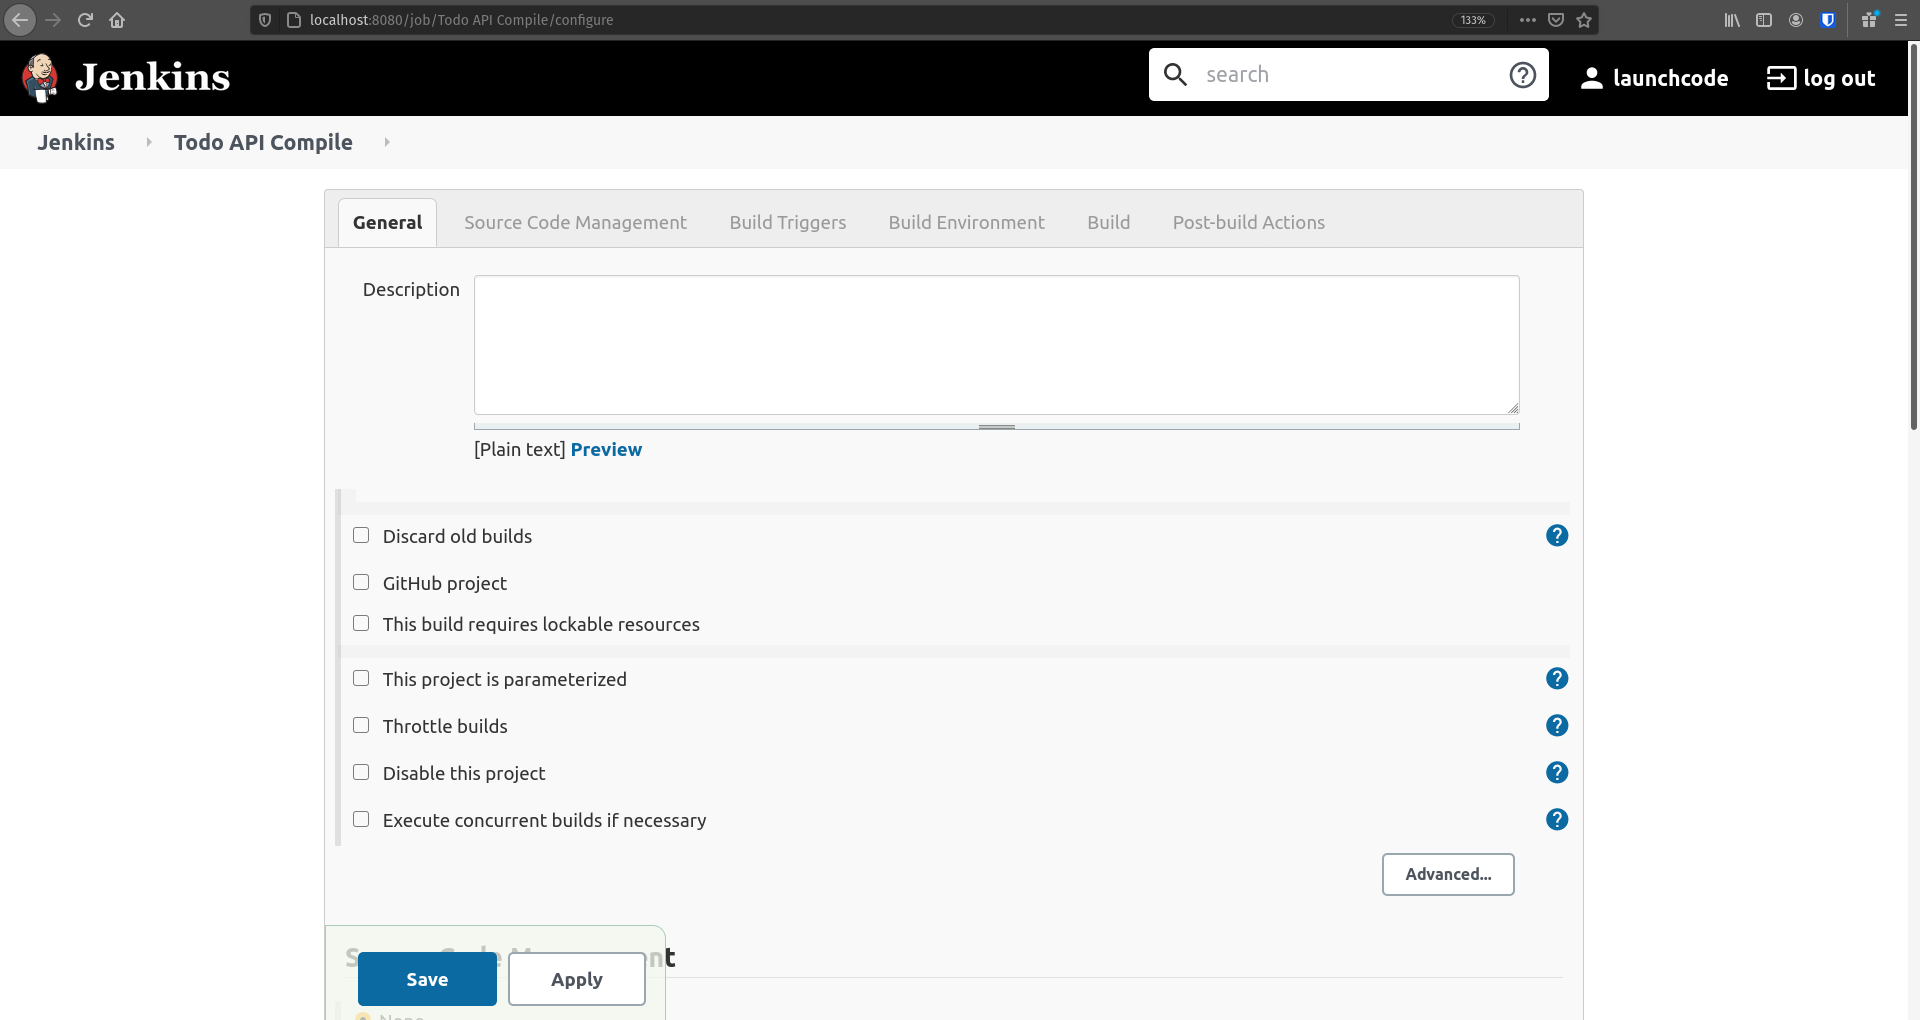 localhost:8080/job/Todo API Compile/configure
133%
Jenkins
search
launchcode
log out
Jenkins
Todo API Compile
General
Source Code Management
Build Triggers
Build Environment
Build
Post-build Actions
Description
[Plain text] Preview
Discard old builds
?
GitHub project
This build requires lockable resources
This project is parameterized
?
Throttle builds
?
Disable this project
?
Execute concurrent builds if necessary
?
Advanced...
Save
Apply
None